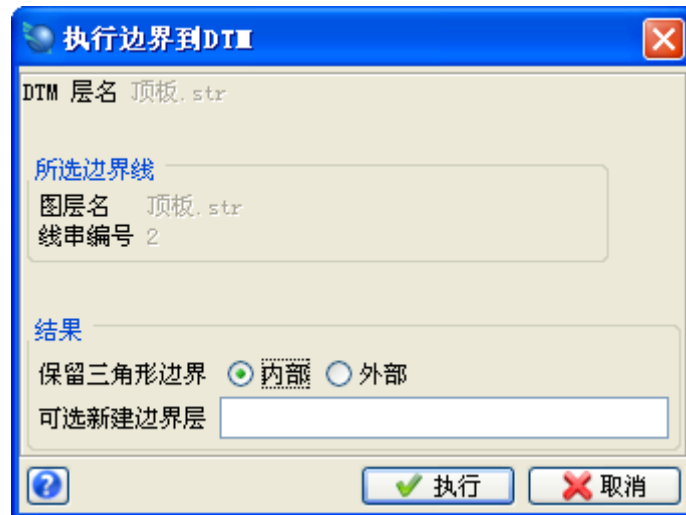 执行边界到DTM
DTM 层名 顶板.str
所选边界线
图层名 顶板.str
线串编号 2
结果
保留三角形边界 内部 外部
可选新建边界层
执行 取消